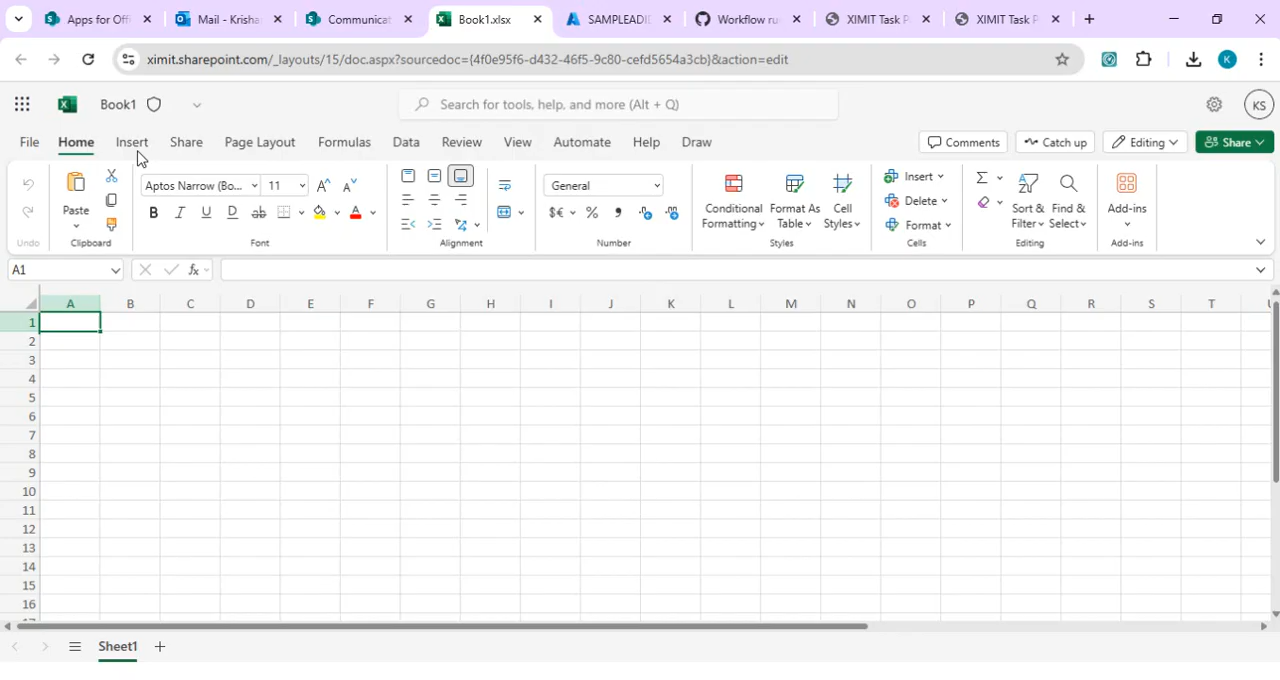 Apps for Offi
Mail - Krisha
Communicat
Book1.xlsx
SAMPLEADI
Workflow ru
XIMIT Task P
XIMIT Task P
ximit.sharepoint.com/_layouts/15/doc.aspx?sourcedoc={4f0e95f6-d432-46f5-9c80-cefd5654a3cb}&action=edit
K
Book1
Search for tools, help, and more (Alt + Q)
KS
File Home Insert Share Page Layout Formulas Data Review View Automate Help Draw
Comments Catch up Editing Share
Aptos Narrow (Bo... 11
General
Paste
Conditional Formatting
Format As Table
Cell Styles
Insert
Delete
Format
Sort & Filter
Find & Select
Add-ins
Undo Clipboard Font Alignment Number Styles Cells Editing Add-ins
A1 fx
A B C D E F G H I J K L M N O P Q R S T
1
2
3
4
5
6
7
8
9
10
11
12
13
14
15
16
Sheet1